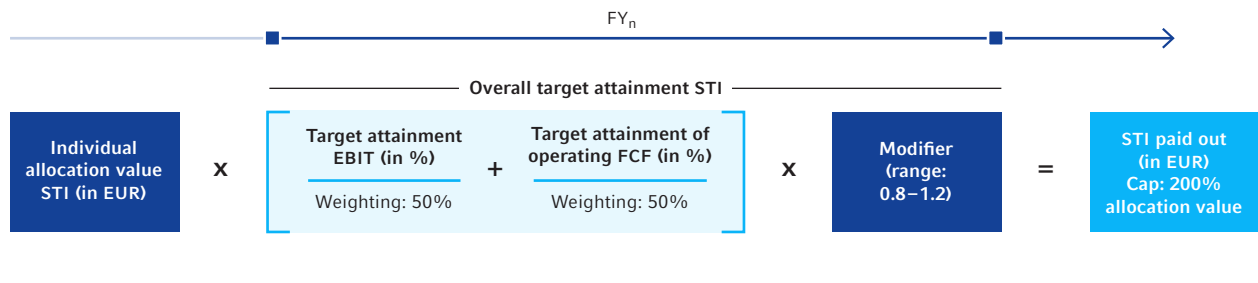 FYn
Overall target attainment STI
Individual
allocation value
STI (in EUR)
x
Target attainment
EBIT (in %)
Weighting: 50%
+
Target attainment of
operating FCF (in %)
Weighting: 50%
x
Modifier
(range:
0.8–1.2)
=
STI paid out
(in EUR)
Cap: 200%
allocation value